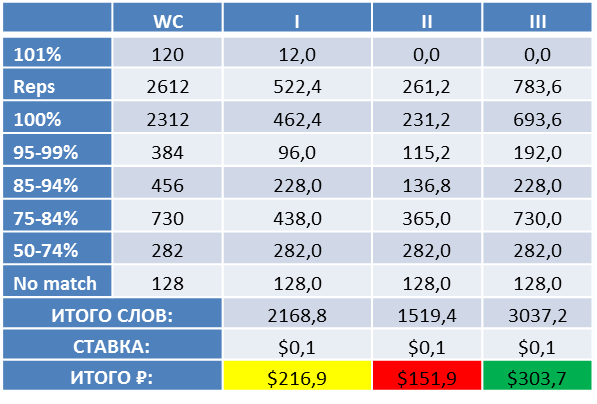 WC I II III
101% 120 12,0 0,0 0,0
Reps 2612 522,4 261,2 783,6
100% 2312 462,4 231,2 693,6
95-99% 384 96,0 115,2 192,0
85-94% 456 228,0 136,8 228,0
75-84% 730 438,0 365,0 730,0
50-74% 282 282,0 282,0 282,0
No match 128 128,0 128,0 128,0
ИТОГО СЛОВ: 2168,8 1519,4 3037,2
СТАВКА: $0,1 $0,1 $0,1
ИТОГО ₽: $216,9 $151,9 $303,7